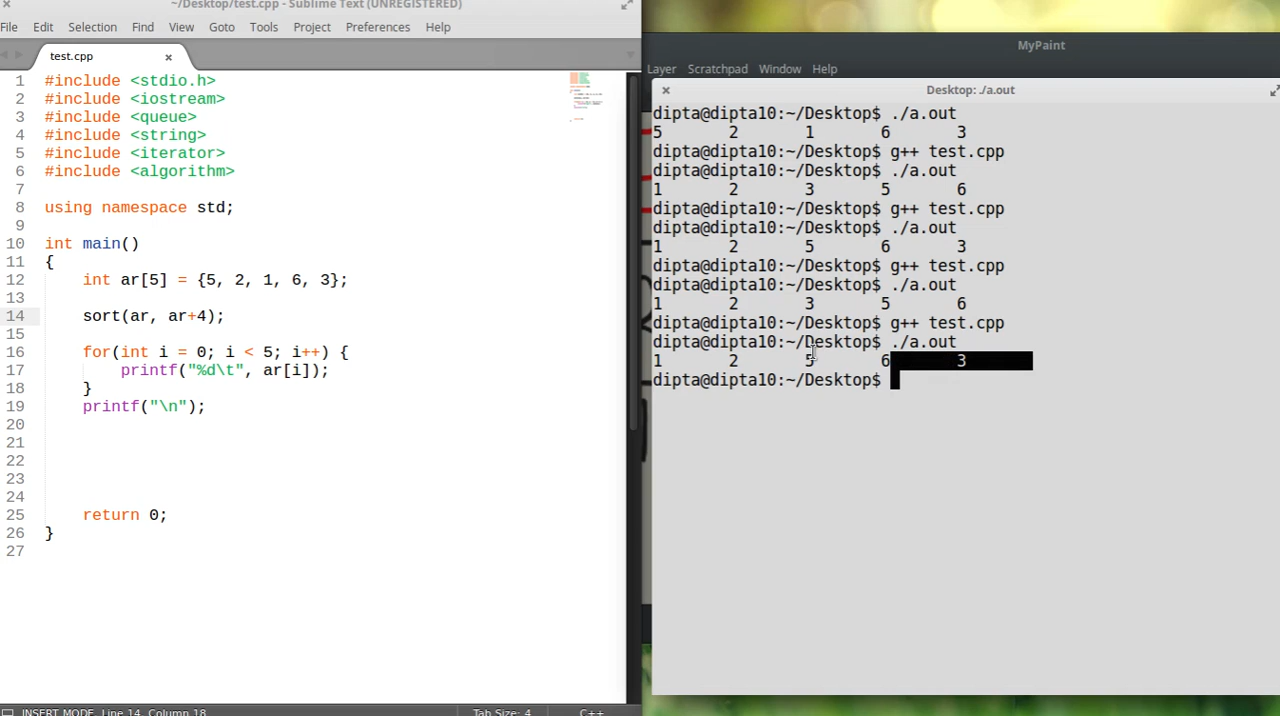 ~/Desktop/test.cpp - Sublime Text (UNREGISTERED)
File Edit Selection Find View Goto Tools Project Preferences Help
test.cpp
1 #include <stdio.h>
2 #include <iostream>
3 #include <queue>
4 #include <string>
5 #include <iterator>
6 #include <algorithm>
7
8 using namespace std;
9
10 int main()
11 {
12 int ar[5] = {5, 2, 1, 6, 3};
13
14 sort(ar, ar+4);
15
16 for(int i = 0; i < 5; i++) {
17 printf("%d\t", ar[i]);
18 }
19 printf("\n");
20
21
22
23
24
25 return 0;
26 }
27
INSERT MODE, Line 14, Column 18 Tab Size: 4 C++
MyPaint
Layer Scratchpad Window Help
Desktop: ./a.out
dipta@dipta10:~/Desktop$ ./a.out
5 2 1 6 3
dipta@dipta10:~/Desktop$ g++ test.cpp
dipta@dipta10:~/Desktop$ ./a.out
1 2 3 5 6
dipta@dipta10:~/Desktop$ g++ test.cpp
dipta@dipta10:~/Desktop$ ./a.out
1 2 5 6 3
dipta@dipta10:~/Desktop$ g++ test.cpp
dipta@dipta10:~/Desktop$ ./a.out
1 2 3 5 6
dipta@dipta10:~/Desktop$ g++ test.cpp
dipta@dipta10:~/Desktop$ ./a.out
1 2 5 6 3
dipta@dipta10:~/Desktop$